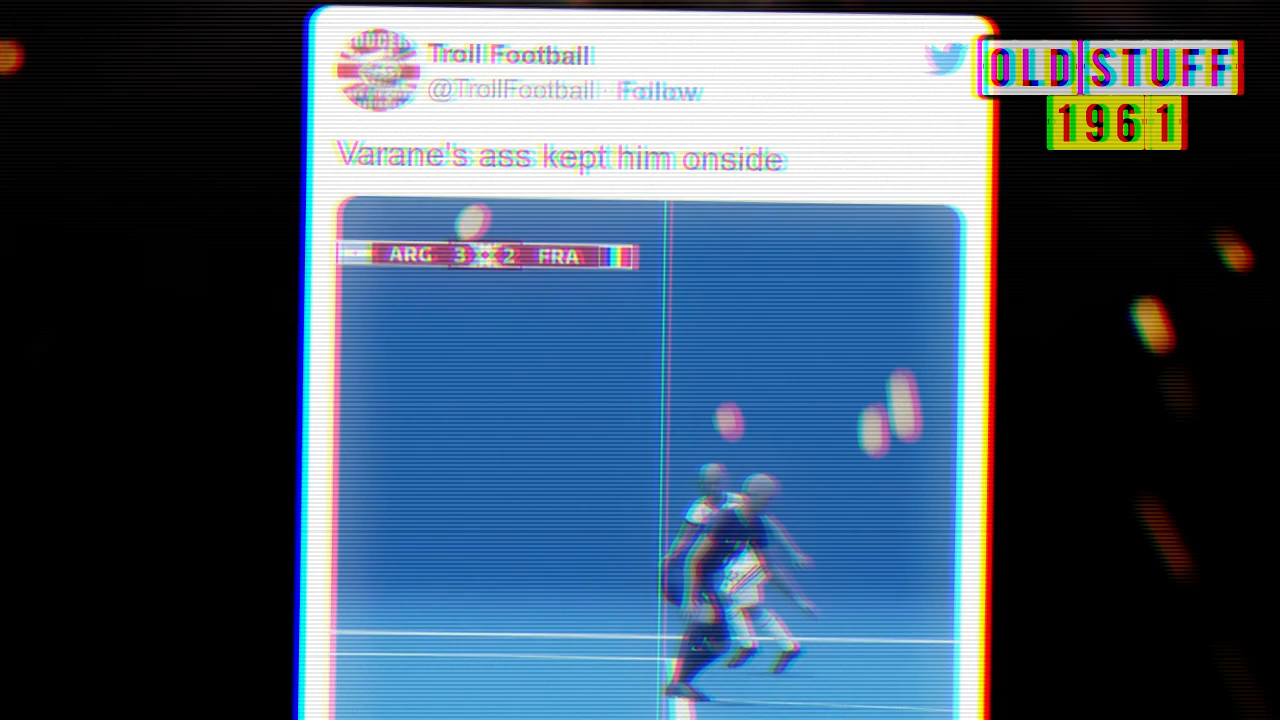 Troll Football
@TrollFootball · Follow
OLD STUFF
1961
Varane's ass kept him onside
ARG 3 2 FRA